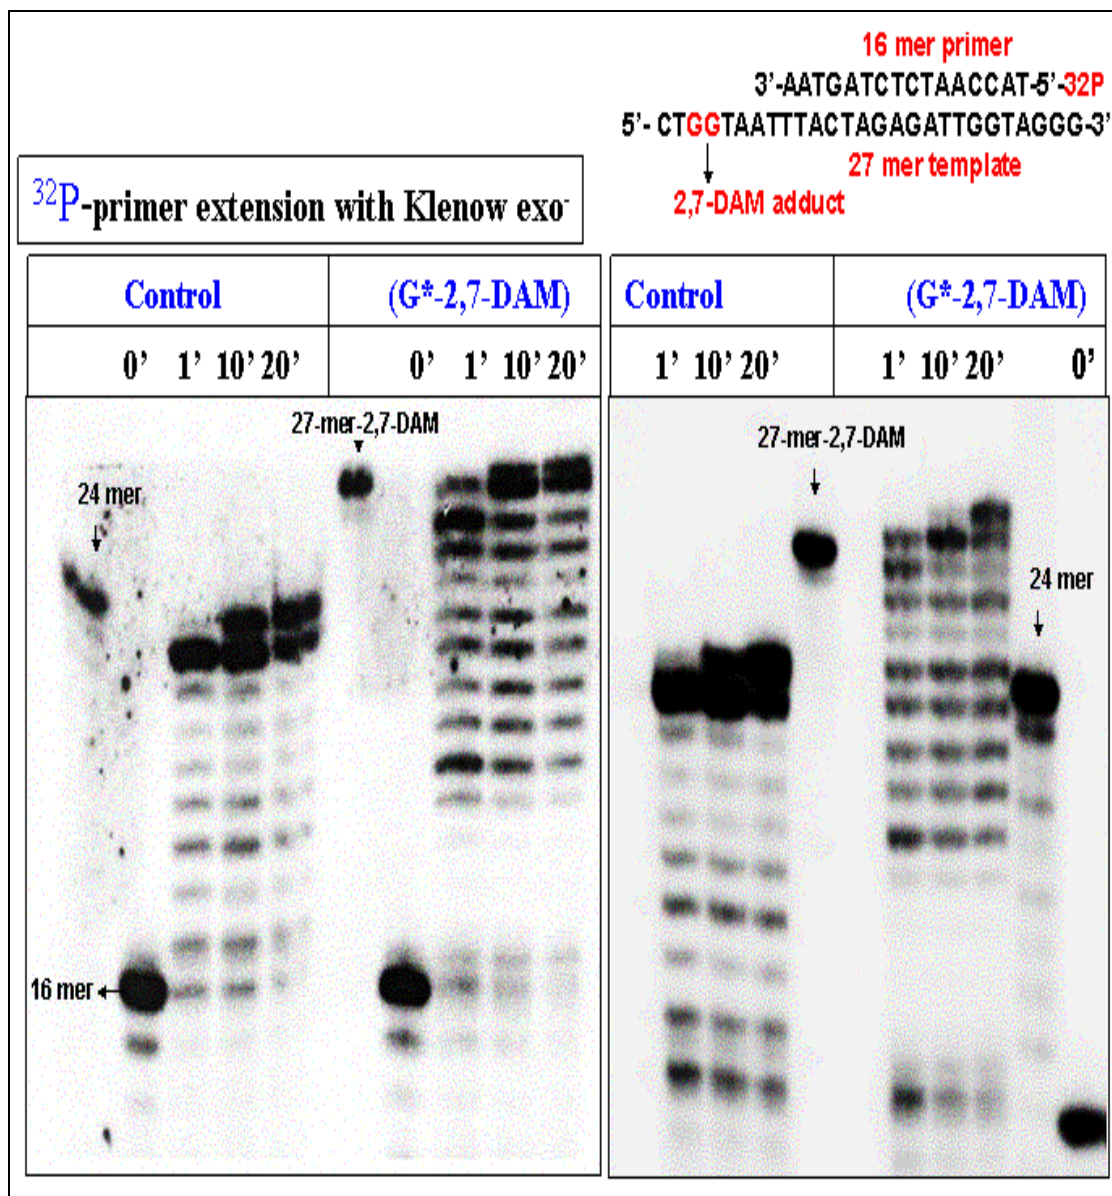 16 mer primer
3’-AATGATCTCTAACCAT-5’-32P
5’- CTGGTAATTTACTAGAGATTGGTAGGG-3’
27 mer template
2,7-DAM adduct
32P-primer extension with Klenow exo-
Control (G*-2,7-DAM)
0’ 1’ 10’ 20’ 0’ 1’ 10’ 20’
27-mer-2,7-DAM
24 mer
16 mer
Control (G*-2,7-DAM)
1’ 10’ 20’ 1’ 10’ 20’ 0’
27-mer-2,7-DAM
24 mer